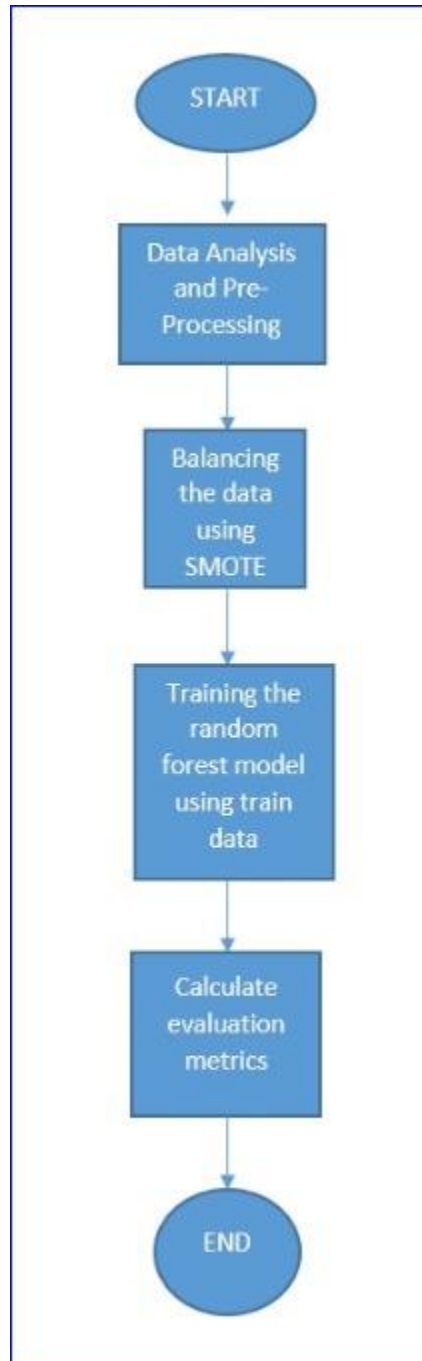 START
Data Analysis
and Pre-
Processing
Balancing
the data
using
SMOTE
Training the
random
forest model
using train
data
Calculate
evaluation
metrics
END